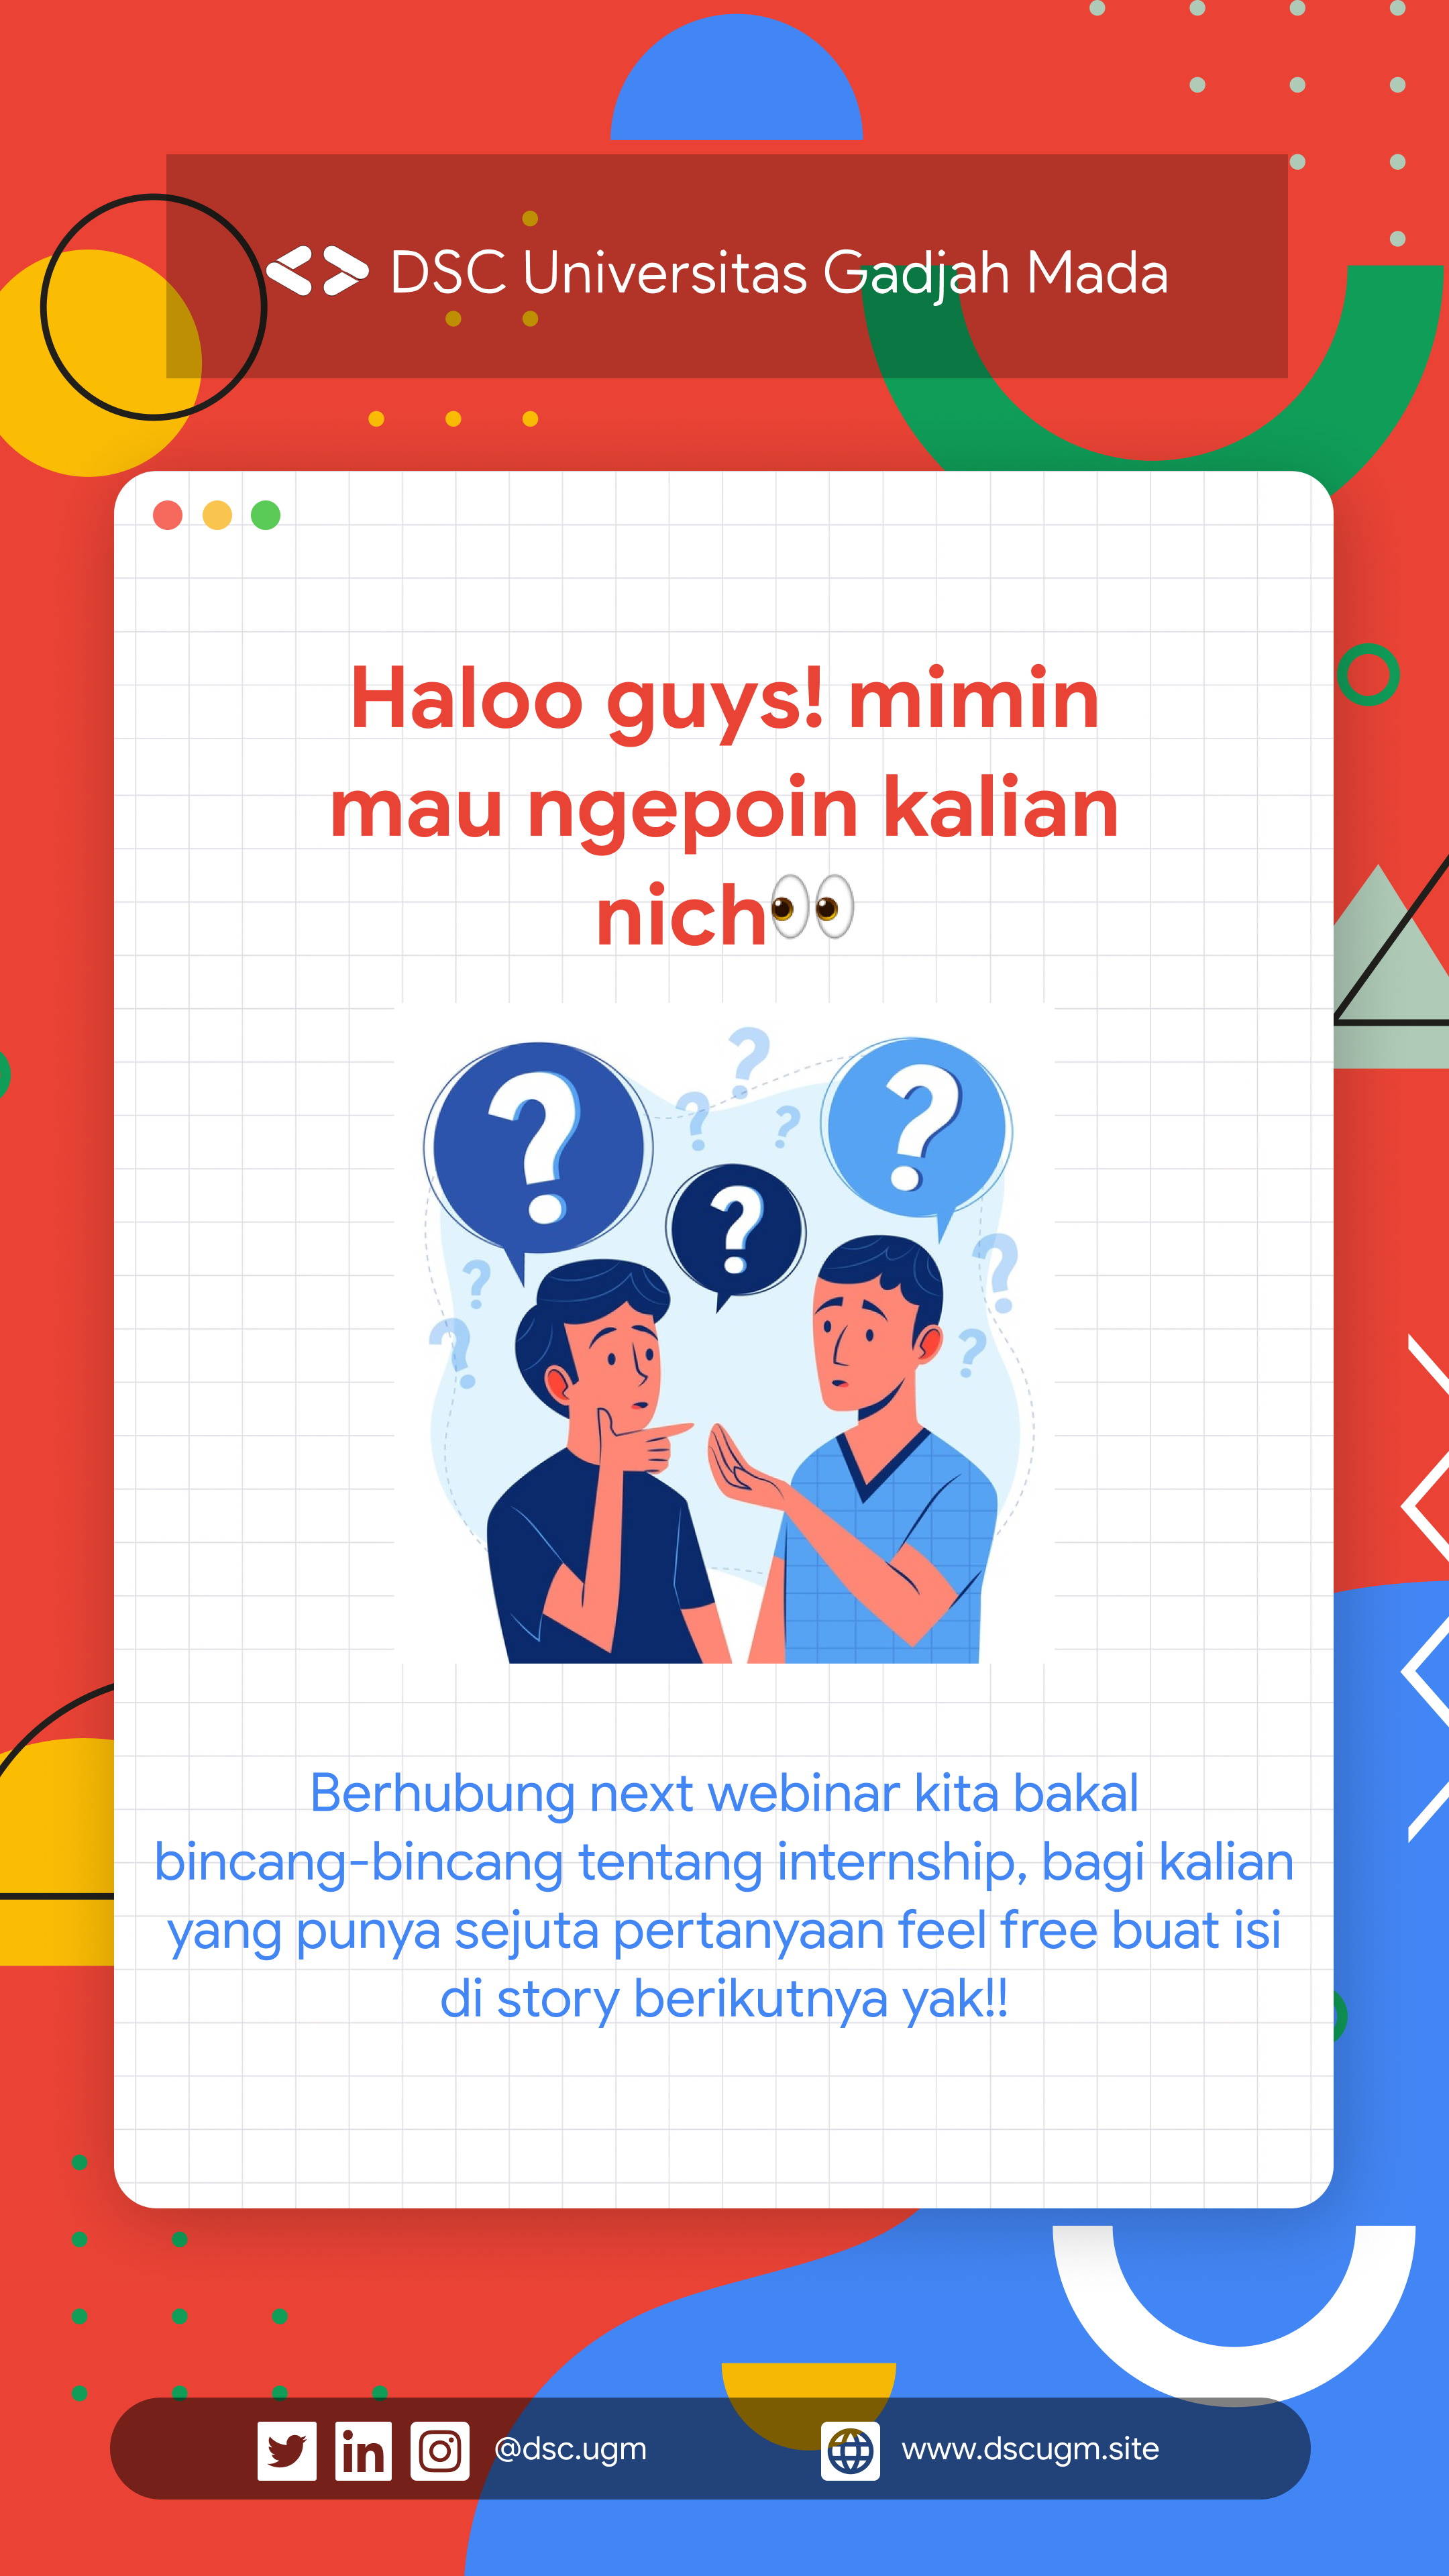 DSC Universitas Gadjah Mada
Haloo guys! mimin
mau ngepoin kalian
nich👀
?
?
?
?
?
?
?
?
?
?
Berhubung next webinar kita bakal
bincang-bincang tentang internship, bagi kalian
yang punya sejuta pertanyaan feel free buat isi
di story berikutnya yak!!
in
@dsc.ugm
www.dscugm.site